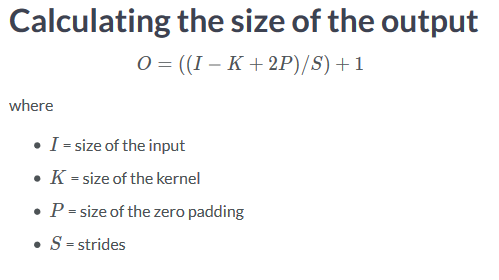 Calculating the size of the output
O = ((I − K + 2P)/S) + 1
where
• I = size of the input
• K = size of the kernel
• P = size of the zero padding
• S = strides